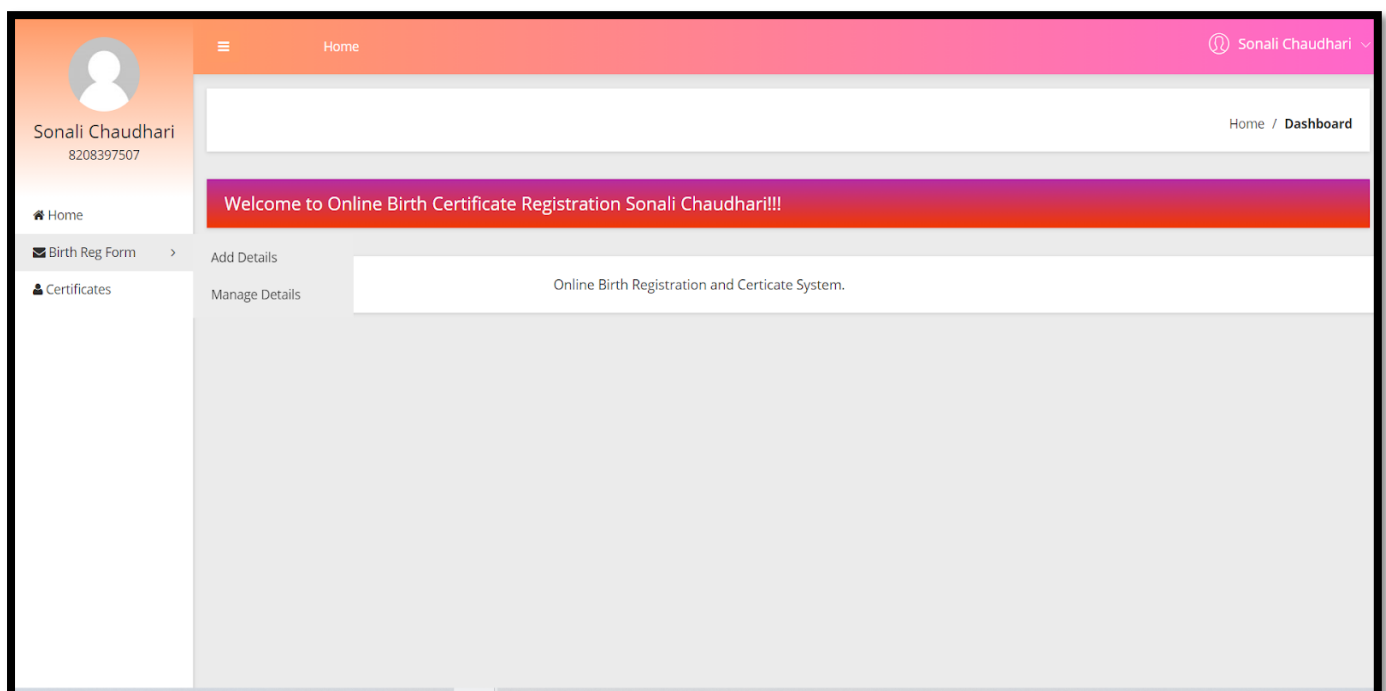 Home
Sonali Chaudhari
Home / Dashboard
Sonali Chaudhari
8208397507
Welcome to Online Birth Certificate Registration Sonali Chaudhari!!!
Home
Birth Reg Form
Certificates
Add Details
Manage Details
Online Birth Registration and Certicate System.